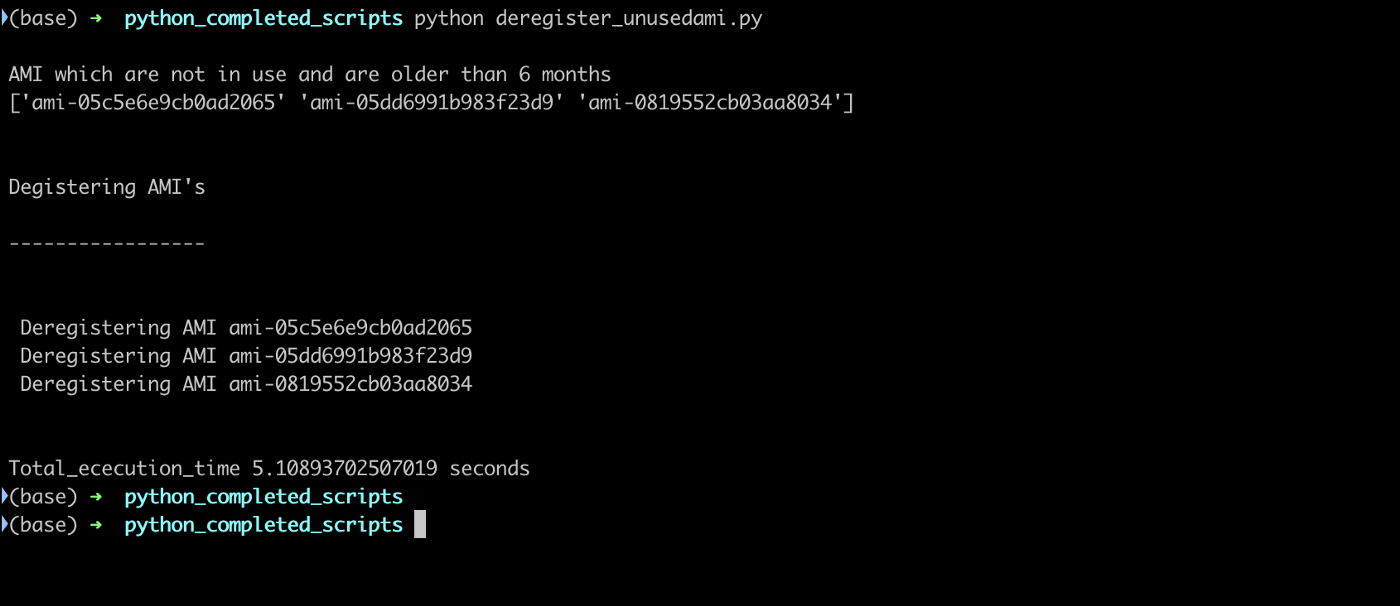 (base) ➜ python_completed_scripts python deregister_unusedami.py
AMI which are not in use and are older than 6 months
['ami-05c5e6e9cb0ad2065' 'ami-05dd6991b983f23d9' 'ami-0819552cb03aa8034']
Degistering AMI's
-----------------
Deregistering AMI ami-05c5e6e9cb0ad2065
Deregistering AMI ami-05dd6991b983f23d9
Deregistering AMI ami-0819552cb03aa8034
Total_ececution_time 5.10893702507019 seconds
(base) ➜ python_completed_scripts
(base) ➜ python_completed_scripts